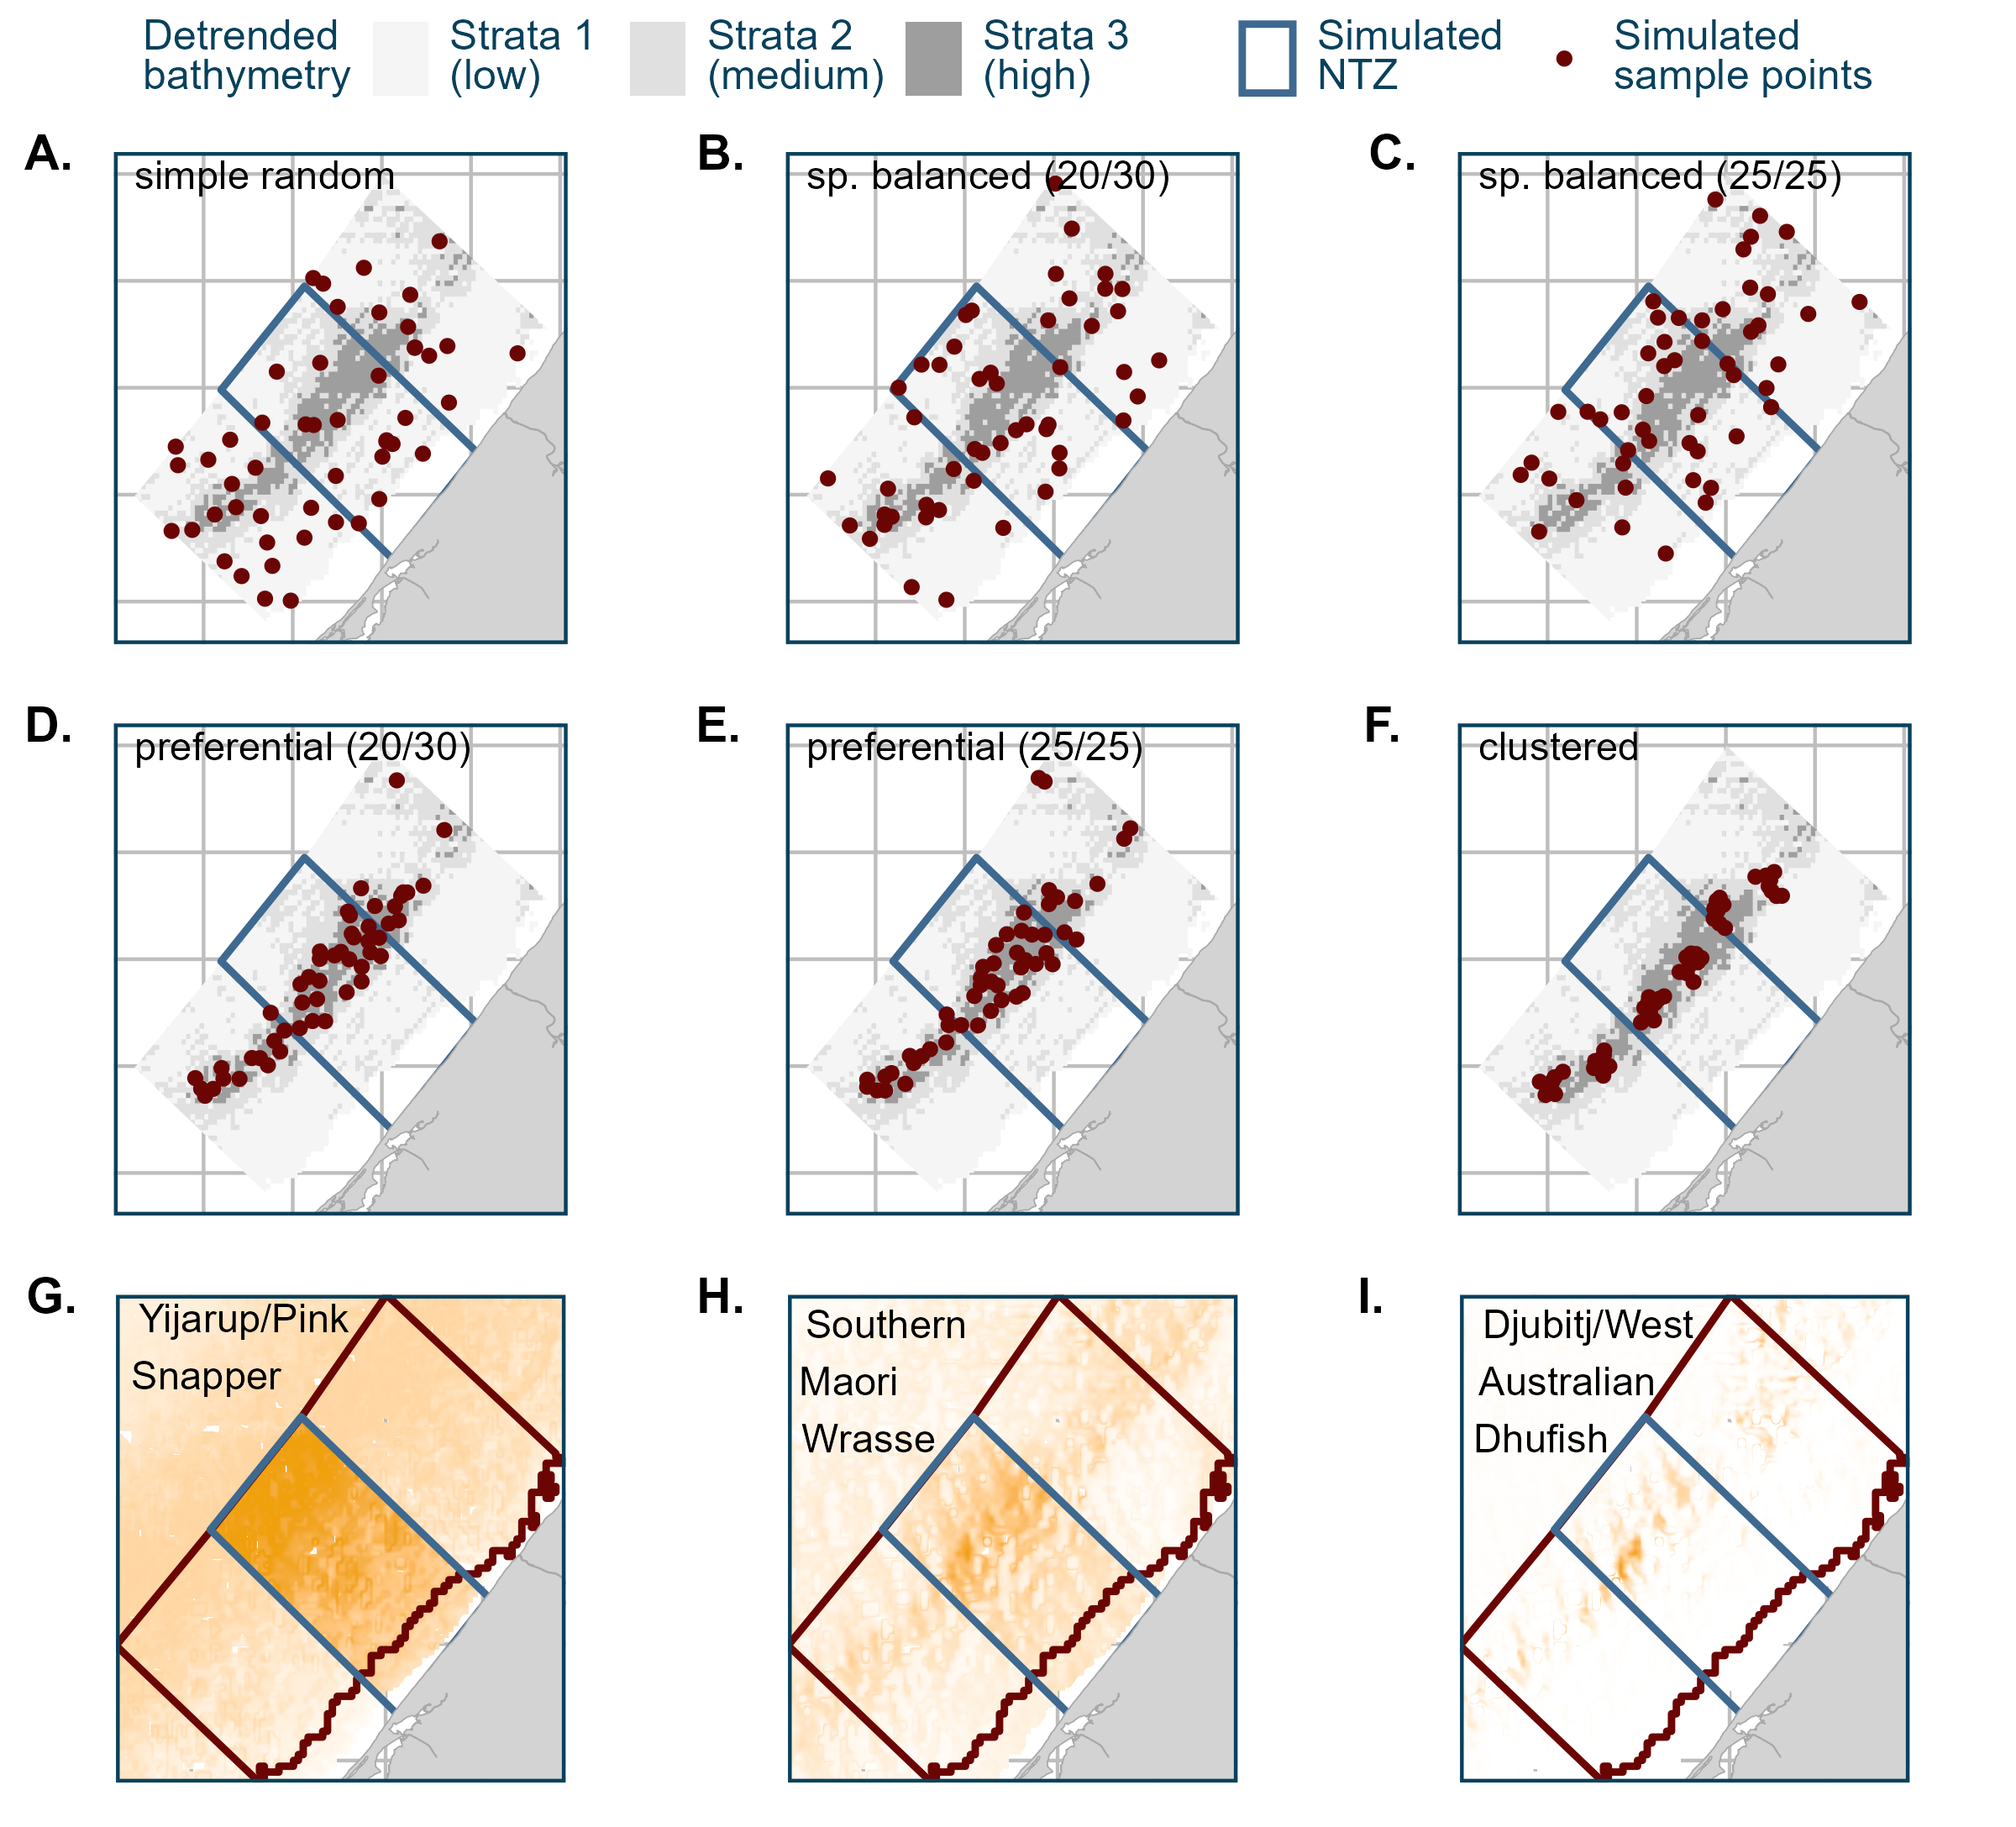 Detrended
bathymetry
Strata 1
(low)
Strata 2
(medium)
Strata 3
(high)
Simulated
NTZ
Simulated
sample points
A.
simple random
B.
sp. balanced (20/30)
C.
sp. balanced (25/25)
D.
preferential (20/30)
E.
preferential (25/25)
F.
clustered
G.
Yijarup/Pink
Snapper
H.
Southern
Maori
Wrasse
I.
Djubitj/West
Australian
Dhufish